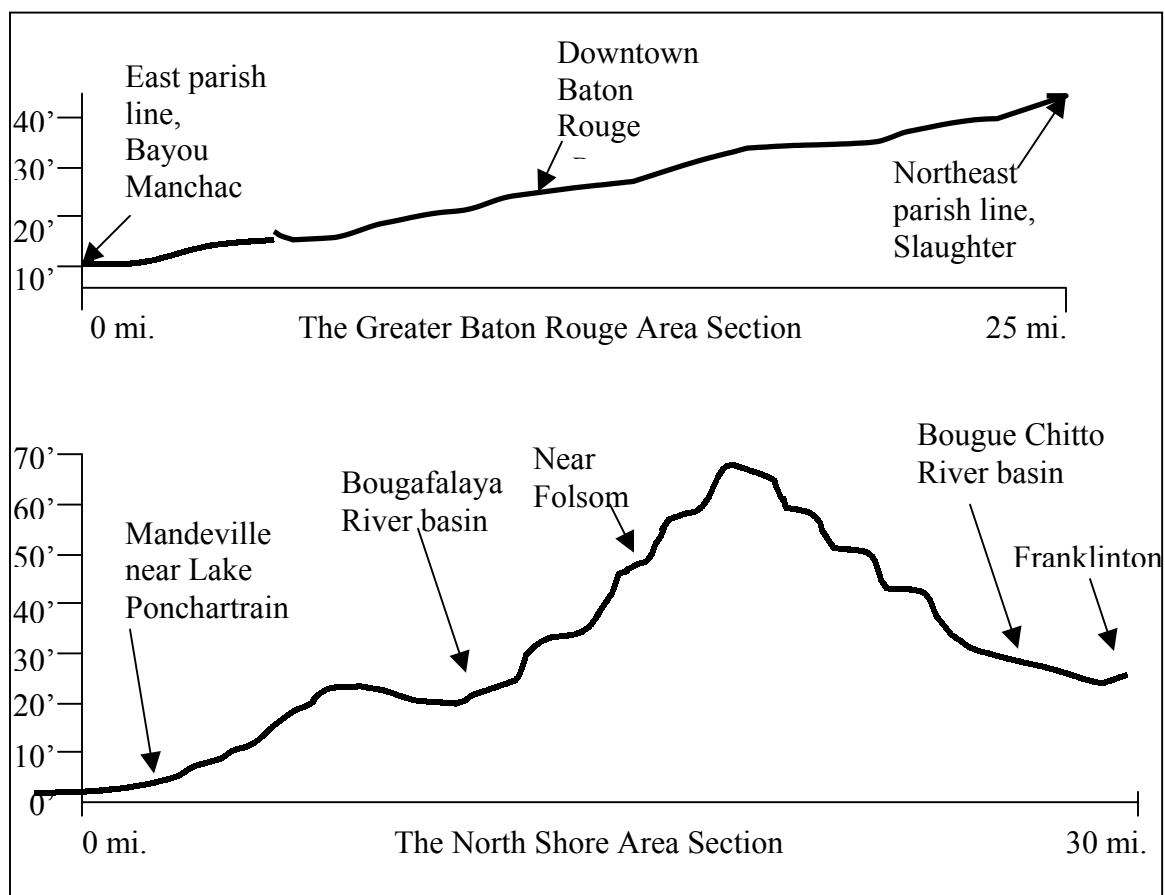 Downtown
Baton
Rouge
East parish
line,
Bayou
Manchac
40’
30’
20’
10’
Northeast
parish line,
Slaughter
0 mi.
The Greater Baton Rouge Area Section
25 mi.
70’
60’
50’
40’
30’
20’
10’
0’
Mandeville
near Lake
Ponchartrain
Bougafalaya
River basin
Near
Folsom
Bougue Chitto
River basin
Franklinton
0 mi.
The North Shore Area Section
30 mi.